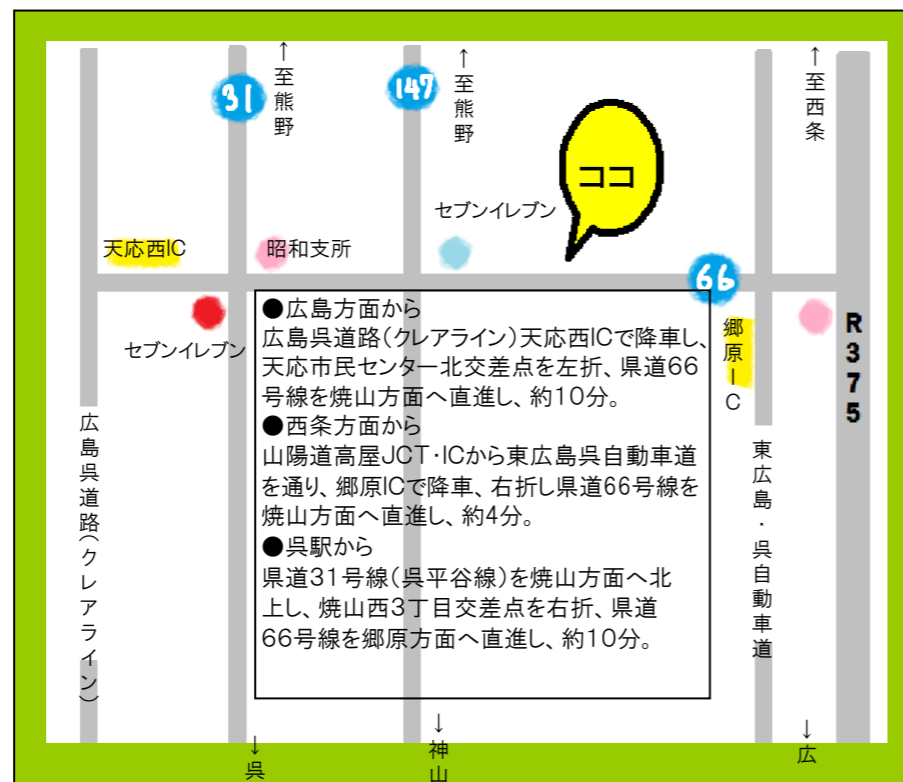 ↑至熊野
↑至熊野
↑至西条
31
147
ココ
セブンイレブン
天応西IC
昭和支所
66
セブンイレブン
郷原IC
R375
●広島方面から
広島呉道路(クレアライン)天応西ICで降車し、
天応市民センター北交差点を左折、県道66
号線を焼山方面へ直進し、約10分。
●西条方面から
山陽道高屋JCT・ICから東広島呉自動車道
を通り、郷原ICで降車、右折し県道66号線を
焼山方面へ直進し、約4分。
●呉駅から
県道31号線(呉平谷線)を焼山方面へ北
上し、焼山西3丁目交差点を右折、県道
66号線を郷原方面へ直進し、約10分。
広島呉道路(クレアライン)
東広島・呉自動車道
↓呉
↓神山
↓広